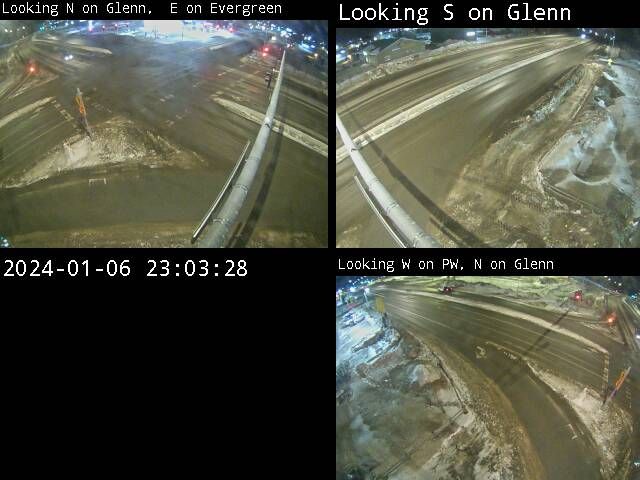 Looking N on Glenn,  E on Evergreen
Looking S on Glenn
2024-01-06 23:03:28
Looking W on PW, N on Glenn